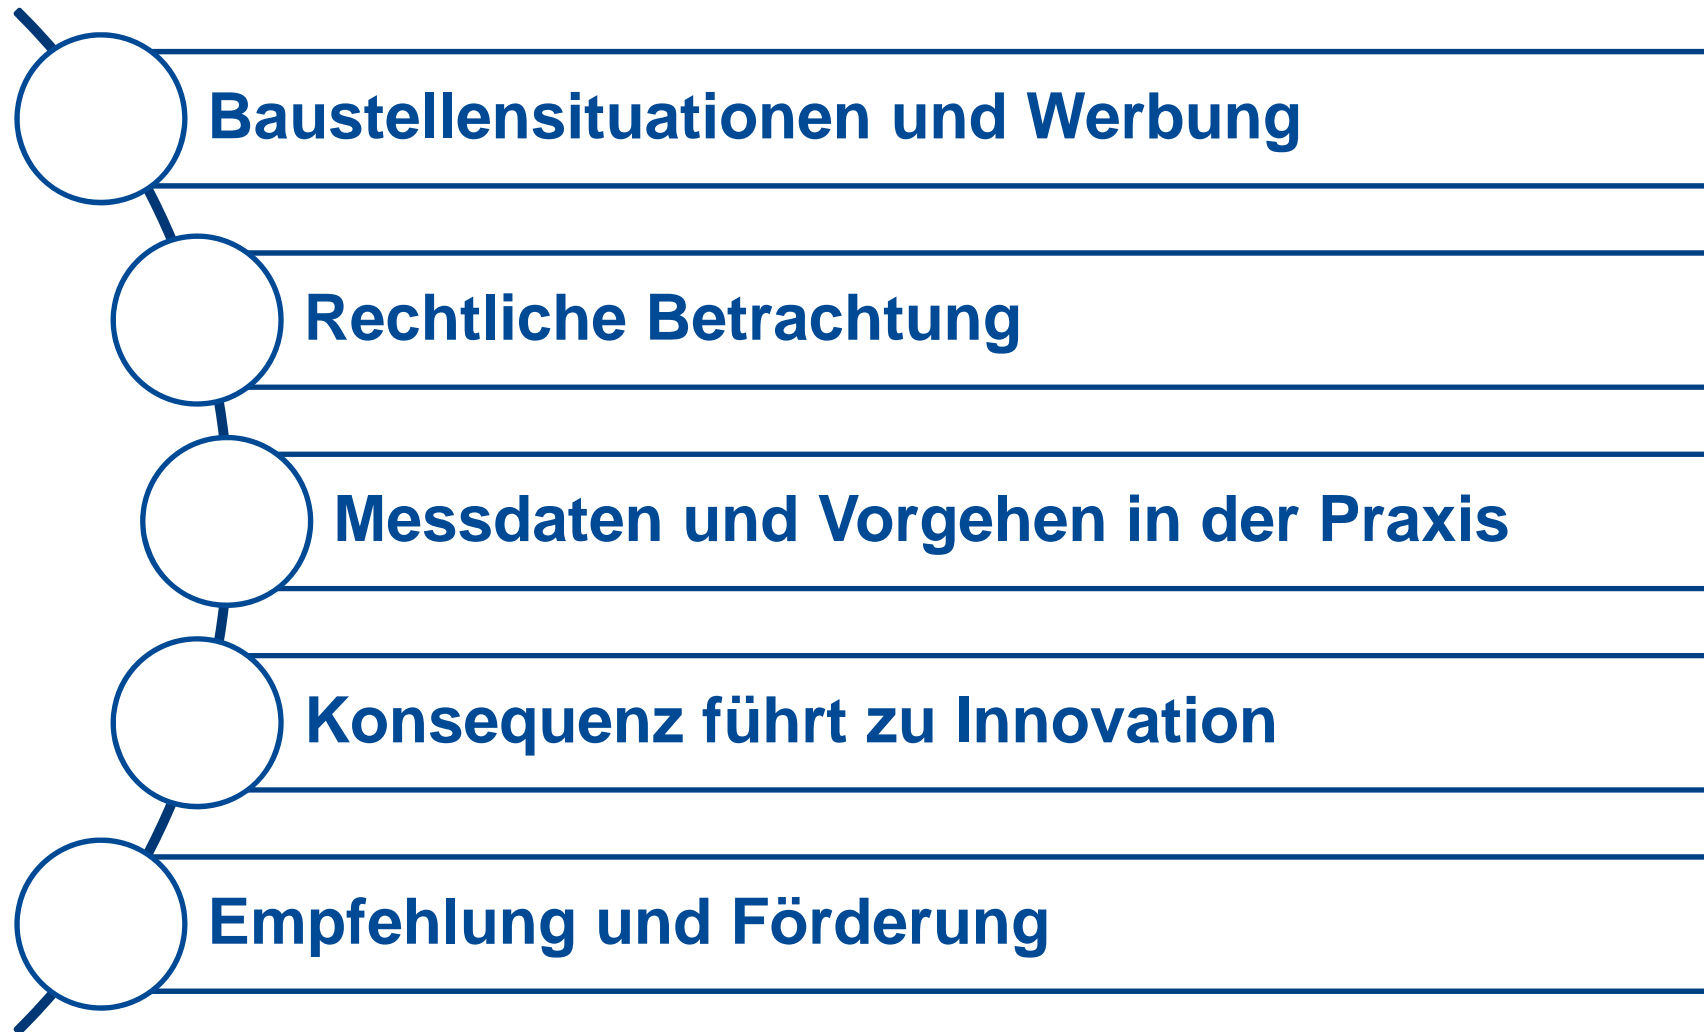 Baustellensituationen und Werbung
Rechtliche Betrachtung
Messdaten und Vorgehen in der Praxis
Konsequenz führt zu Innovation
Empfehlung und Förderung